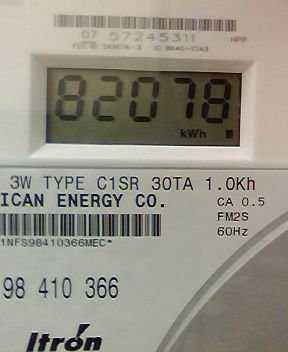 07 57245311 MPP
82078
kWh
3W TYPE C1SR 30TA 1.0Kh
ICAN ENERGY CO.
CA 0.5
FM2S
60Hz
1NFS98410366MEC*
98 410 366
Itron